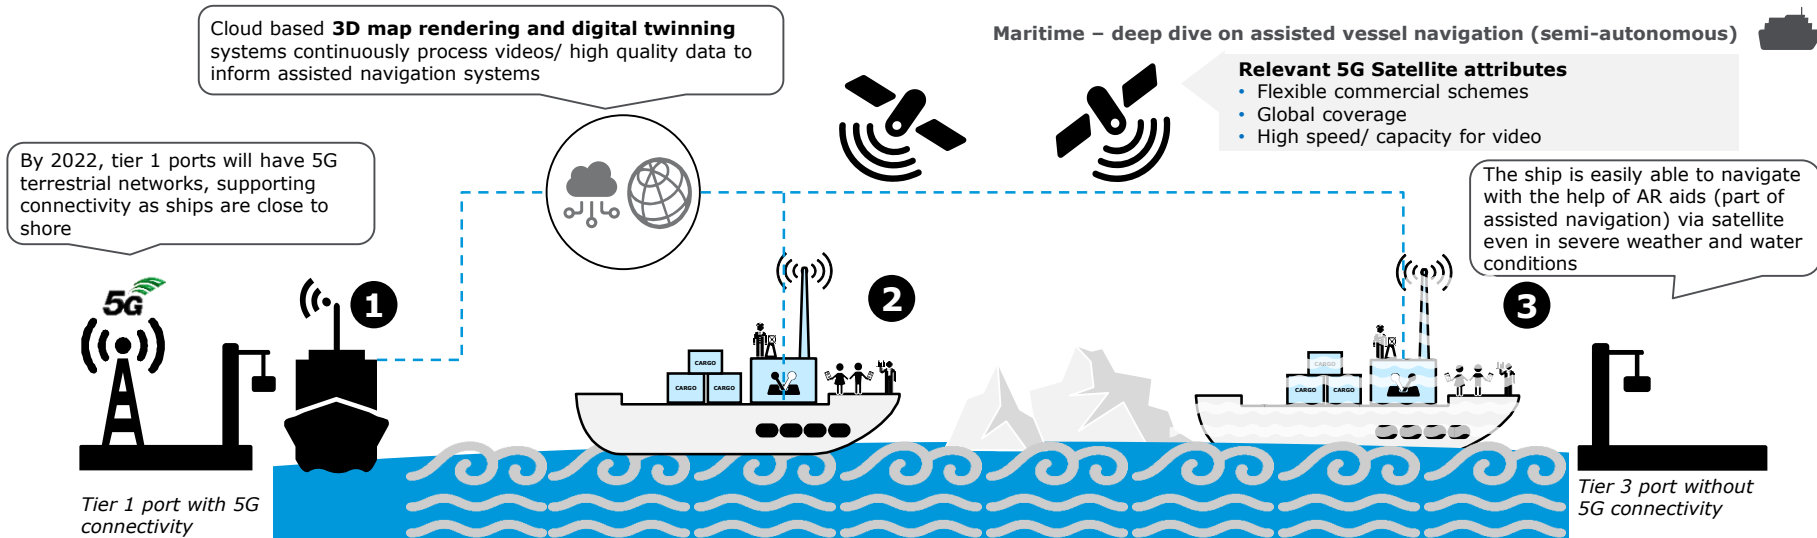 Cloud based 3D map rendering and digital twinning
systems continuously process videos/ high quality data to
inform assisted navigation systems
Maritime – deep dive on assisted vessel navigation (semi-autonomous)
Relevant 5G Satellite attributes
• Flexible commercial schemes
• Global coverage
• High speed/ capacity for video
By 2022, tier 1 ports will have 5G
terrestrial networks, supporting
connectivity as ships are close to
shore
The ship is easily able to navigate
with the help of AR aids (part of
assisted navigation) via satellite
even in severe weather and water
conditions
5G
1
2
3
CARGO
CARGO
CARGO
CARGO
CARGO
CARGO
Tier 1 port with 5G
connectivity
Tier 3 port without
5G connectivity